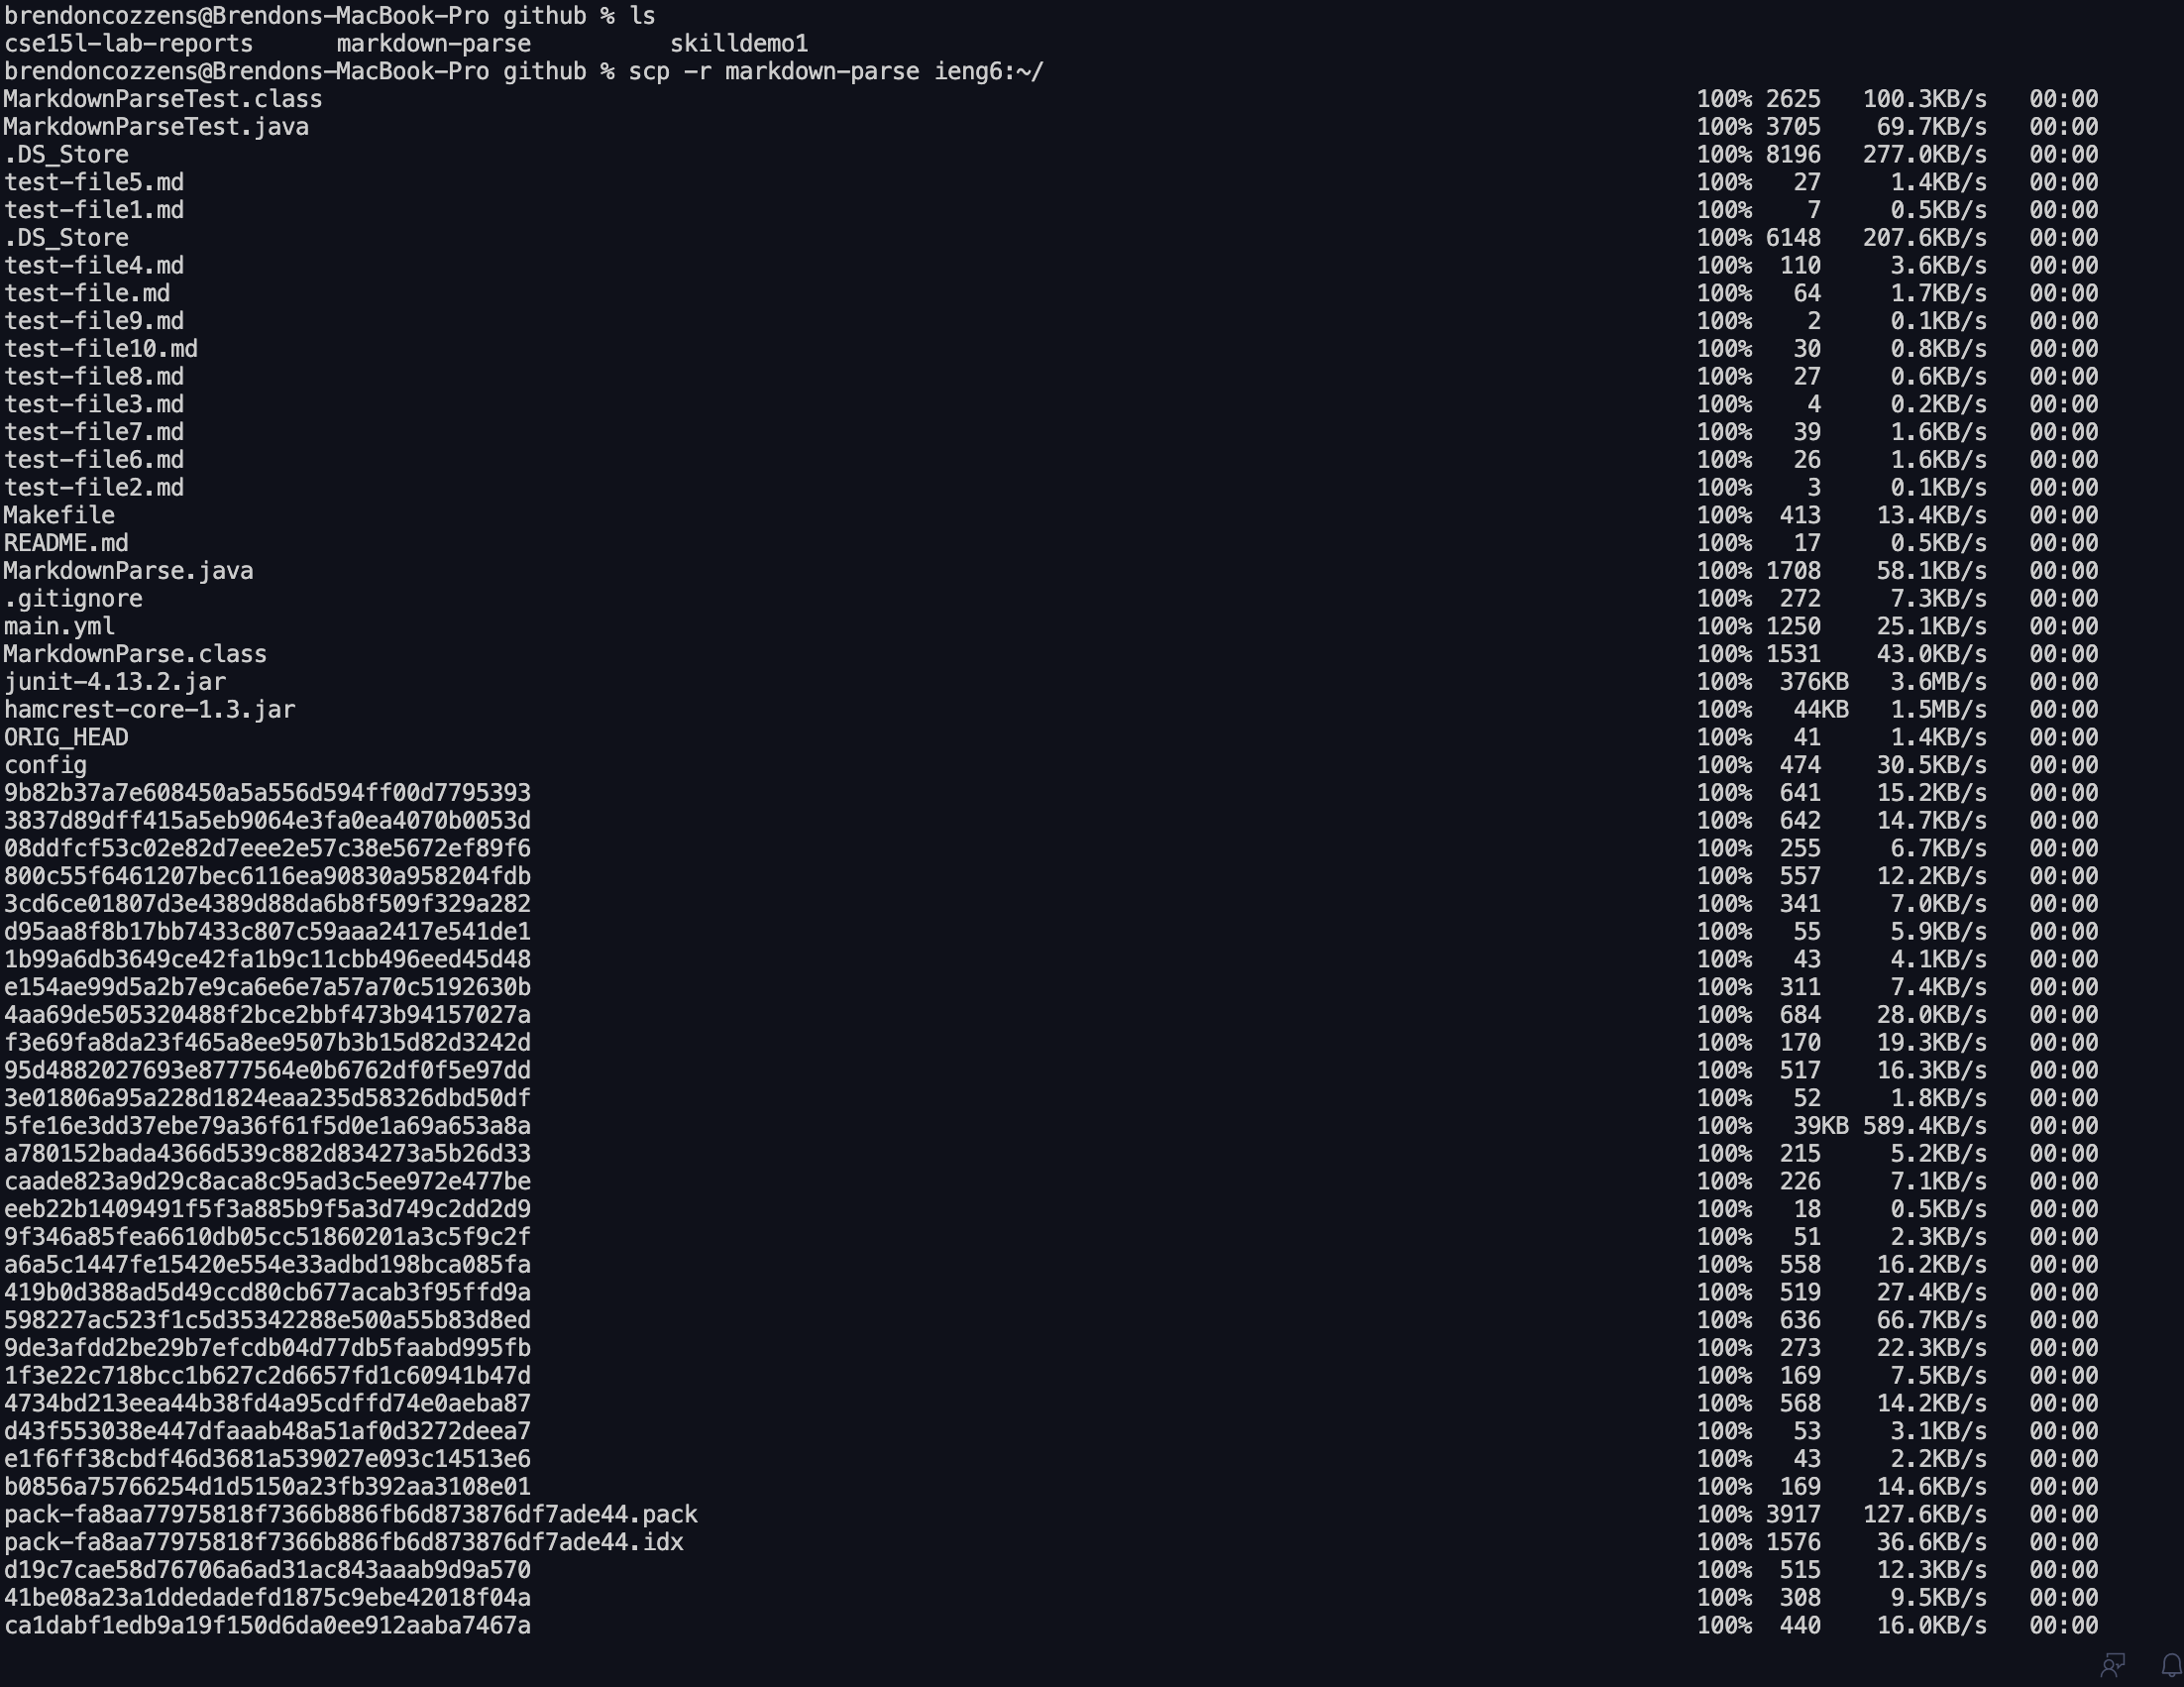 brendoncozzens@Brendons-MacBook-Pro github % ls
cse15l-lab-reports      markdown-parse          skilldemo1
brendoncozzens@Brendons-MacBook-Pro github % scp -r markdown-parse ieng6:~/
MarkdownParseTest.class 100% 2625 100.3KB/s 00:00
MarkdownParseTest.java 100% 3705 69.7KB/s 00:00
.DS_Store 100% 8196 277.0KB/s 00:00
test-file5.md 100% 27 1.4KB/s 00:00
test-file1.md 100% 7 0.5KB/s 00:00
.DS_Store 100% 6148 207.6KB/s 00:00
test-file4.md 100% 110 3.6KB/s 00:00
test-file.md 100% 64 1.7KB/s 00:00
test-file9.md 100% 2 0.1KB/s 00:00
test-file10.md 100% 30 0.8KB/s 00:00
test-file8.md 100% 27 0.6KB/s 00:00
test-file3.md 100% 4 0.2KB/s 00:00
test-file7.md 100% 39 1.6KB/s 00:00
test-file6.md 100% 26 1.6KB/s 00:00
test-file2.md 100% 3 0.1KB/s 00:00
Makefile 100% 413 13.4KB/s 00:00
README.md 100% 17 0.5KB/s 00:00
MarkdownParse.java 100% 1708 58.1KB/s 00:00
.gitignore 100% 272 7.3KB/s 00:00
main.yml 100% 1250 25.1KB/s 00:00
MarkdownParse.class 100% 1531 43.0KB/s 00:00
junit-4.13.2.jar 100% 376KB 3.6MB/s 00:00
hamcrest-core-1.3.jar 100% 44KB 1.5MB/s 00:00
ORIG_HEAD 100% 41 1.4KB/s 00:00
config 100% 474 30.5KB/s 00:00
9b82b37a7e608450a5a556d594ff00d7795393 100% 641 15.2KB/s 00:00
3837d89dff415a5eb9064e3fa0ea4070b0053d 100% 642 14.7KB/s 00:00
08ddfcf53c02e82d7eee2e57c38e5672ef89f6 100% 255 6.7KB/s 00:00
800c55f6461207bec6116ea90830a958204fdb 100% 557 12.2KB/s 00:00
3cd6ce01807d3e4389d88da6b8f509f329a282 100% 341 7.0KB/s 00:00
d95aa8f8b17bb7433c807c59aaa2417e541de1 100% 55 5.9KB/s 00:00
1b99a6db3649ce42fa1b9c11cbb496eed45d48 100% 43 4.1KB/s 00:00
e154ae99d5a2b7e9ca6e6e7a57a70c5192630b 100% 311 7.4KB/s 00:00
4aa69de505320488f2bce2bbf473b94157027a 100% 684 28.0KB/s 00:00
f3e69fa8da23f465a8ee9507b3b15d82d3242d 100% 170 19.3KB/s 00:00
95d4882027693e8777564e0b6762df0f5e97dd 100% 517 16.3KB/s 00:00
3e01806a95a228d1824eaa235d58326dbd50df 100% 52 1.8KB/s 00:00
5fe16e3dd37ebe79a36f61f5d0e1a69a653a8a 100% 39KB 589.4KB/s 00:00
a780152bada4366d539c882d834273a5b26d33 100% 215 5.2KB/s 00:00
caade823a9d29c8aca8c95ad3c5ee972e477be 100% 226 7.1KB/s 00:00
eeb22b1409491f5f3a885b9f5a3d749c2dd2d9 100% 18 0.5KB/s 00:00
9f346a85fea6610db05cc51860201a3c5f9c2f 100% 51 2.3KB/s 00:00
a6a5c1447fe15420e554e33adbd198bca085fa 100% 558 16.2KB/s 00:00
419b0d388ad5d49ccd80cb677acab3f95ffd9a 100% 519 27.4KB/s 00:00
598227ac523f1c5d35342288e500a55b83d8ed 100% 636 66.7KB/s 00:00
9de3afdd2be29b7efcdb04d77db5faabd995fb 100% 273 22.3KB/s 00:00
1f3e22c718bcc1b627c2d6657fd1c60941b47d 100% 169 7.5KB/s 00:00
4734bd213eea44b38fd4a95cdffd74e0aeba87 100% 568 14.2KB/s 00:00
d43f553038e447dfaaab48a51af0d3272deea7 100% 53 3.1KB/s 00:00
e1f6ff38cbdf46d3681a539027e093c14513e6 100% 43 2.2KB/s 00:00
b0856a75766254d1d5150a23fb392aa3108e01 100% 169 14.6KB/s 00:00
pack-fa8aa77975818f7366b886fb6d873876df7ade44.pack 100% 3917 127.6KB/s 00:00
pack-fa8aa77975818f7366b886fb6d873876df7ade44.idx 100% 1576 36.6KB/s 00:00
d19c7cae58d76706a6ad31ac843aaab9d9a570 100% 515 12.3KB/s 00:00
41be08a23a1ddedadefd1875c9ebe42018f04a 100% 308 9.5KB/s 00:00
ca1dabf1edb9a19f150d6da0ee912aaba7467a 100% 440 16.0KB/s 00:00